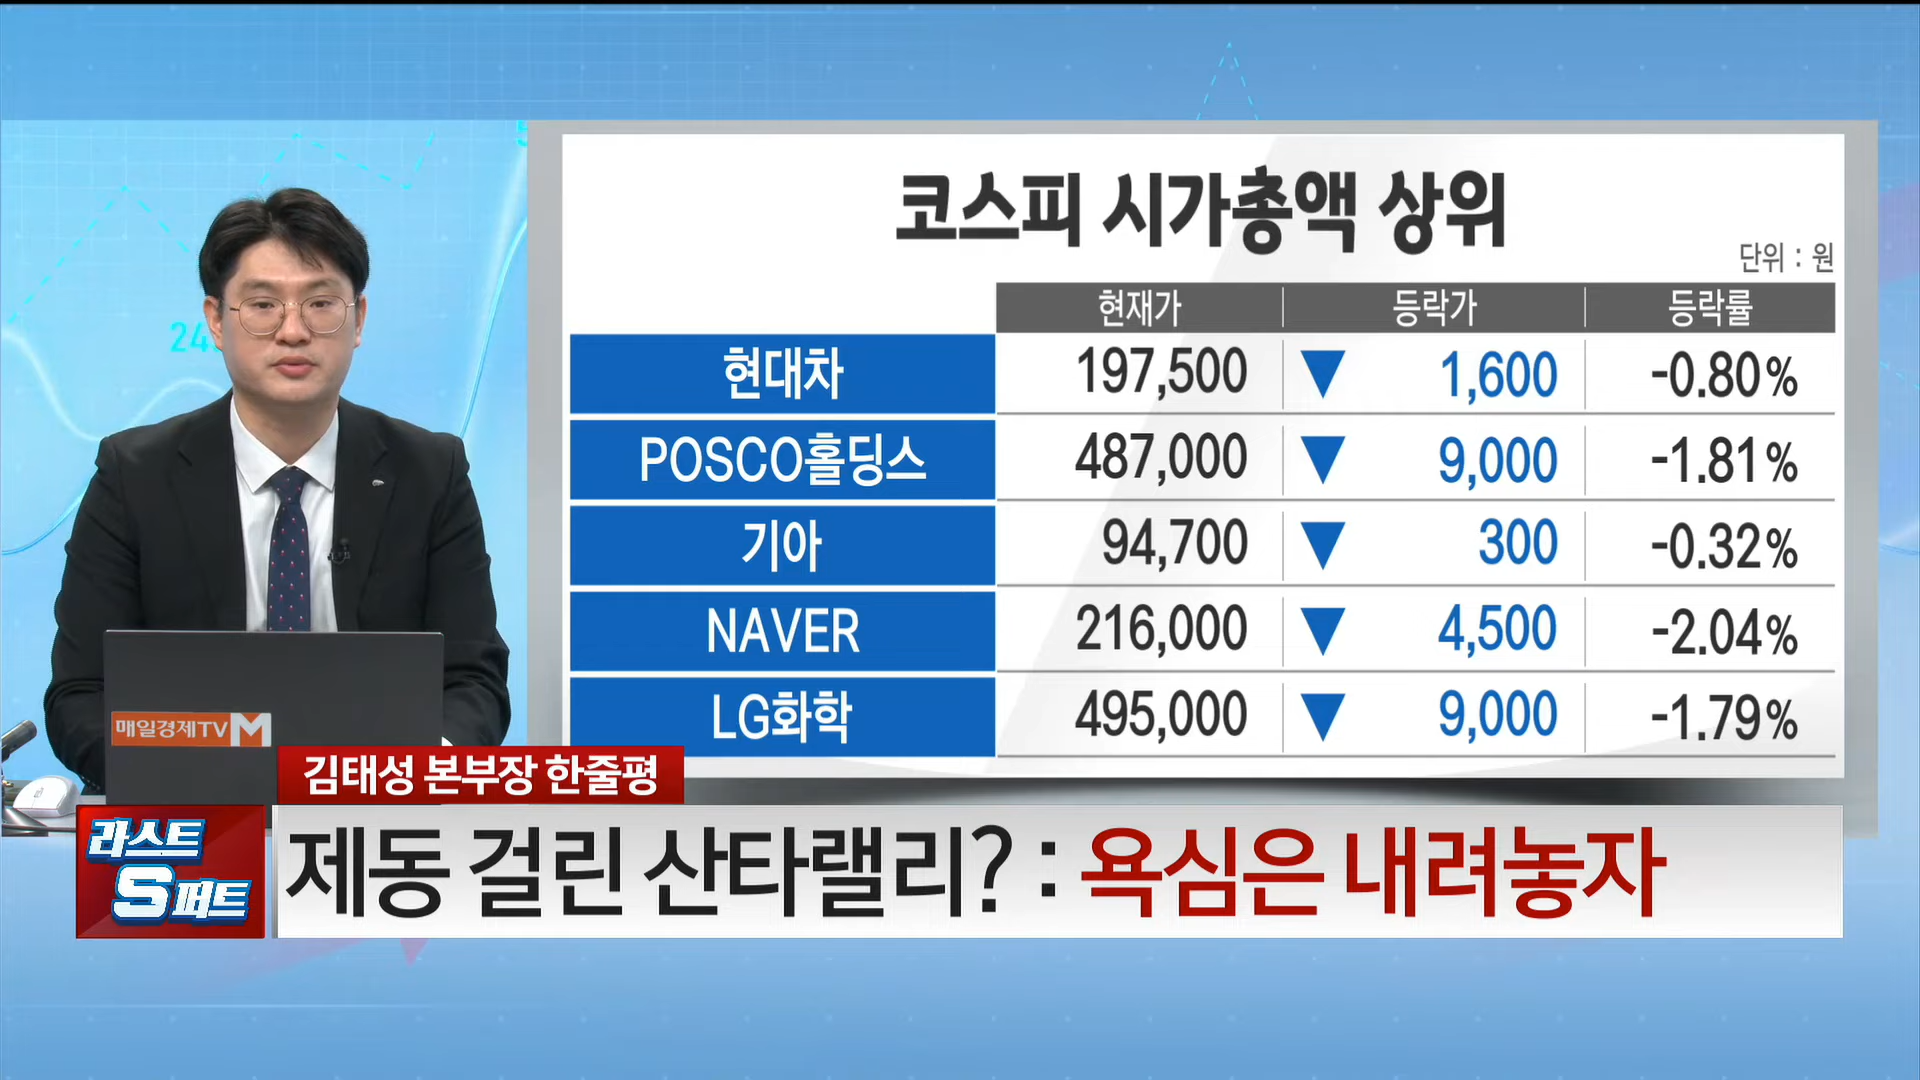 코스피 시가총액 상위
단위 : 원
현재가 등락가 등락률
현대차 197,500 ▼ 1,600 -0.80%
POSCO홀딩스 487,000 ▼ 9,000 -1.81%
기아 94,700 ▼ 300 -0.32%
NAVER 216,000 ▼ 4,500 -2.04%
LG화학 495,000 ▼ 9,000 -1.79%
24
매일경제TV M
김태성 본부장 한줄평
라스트
S퍼트
제동 걸린 산타랠리? : 욕심은 내려놓자